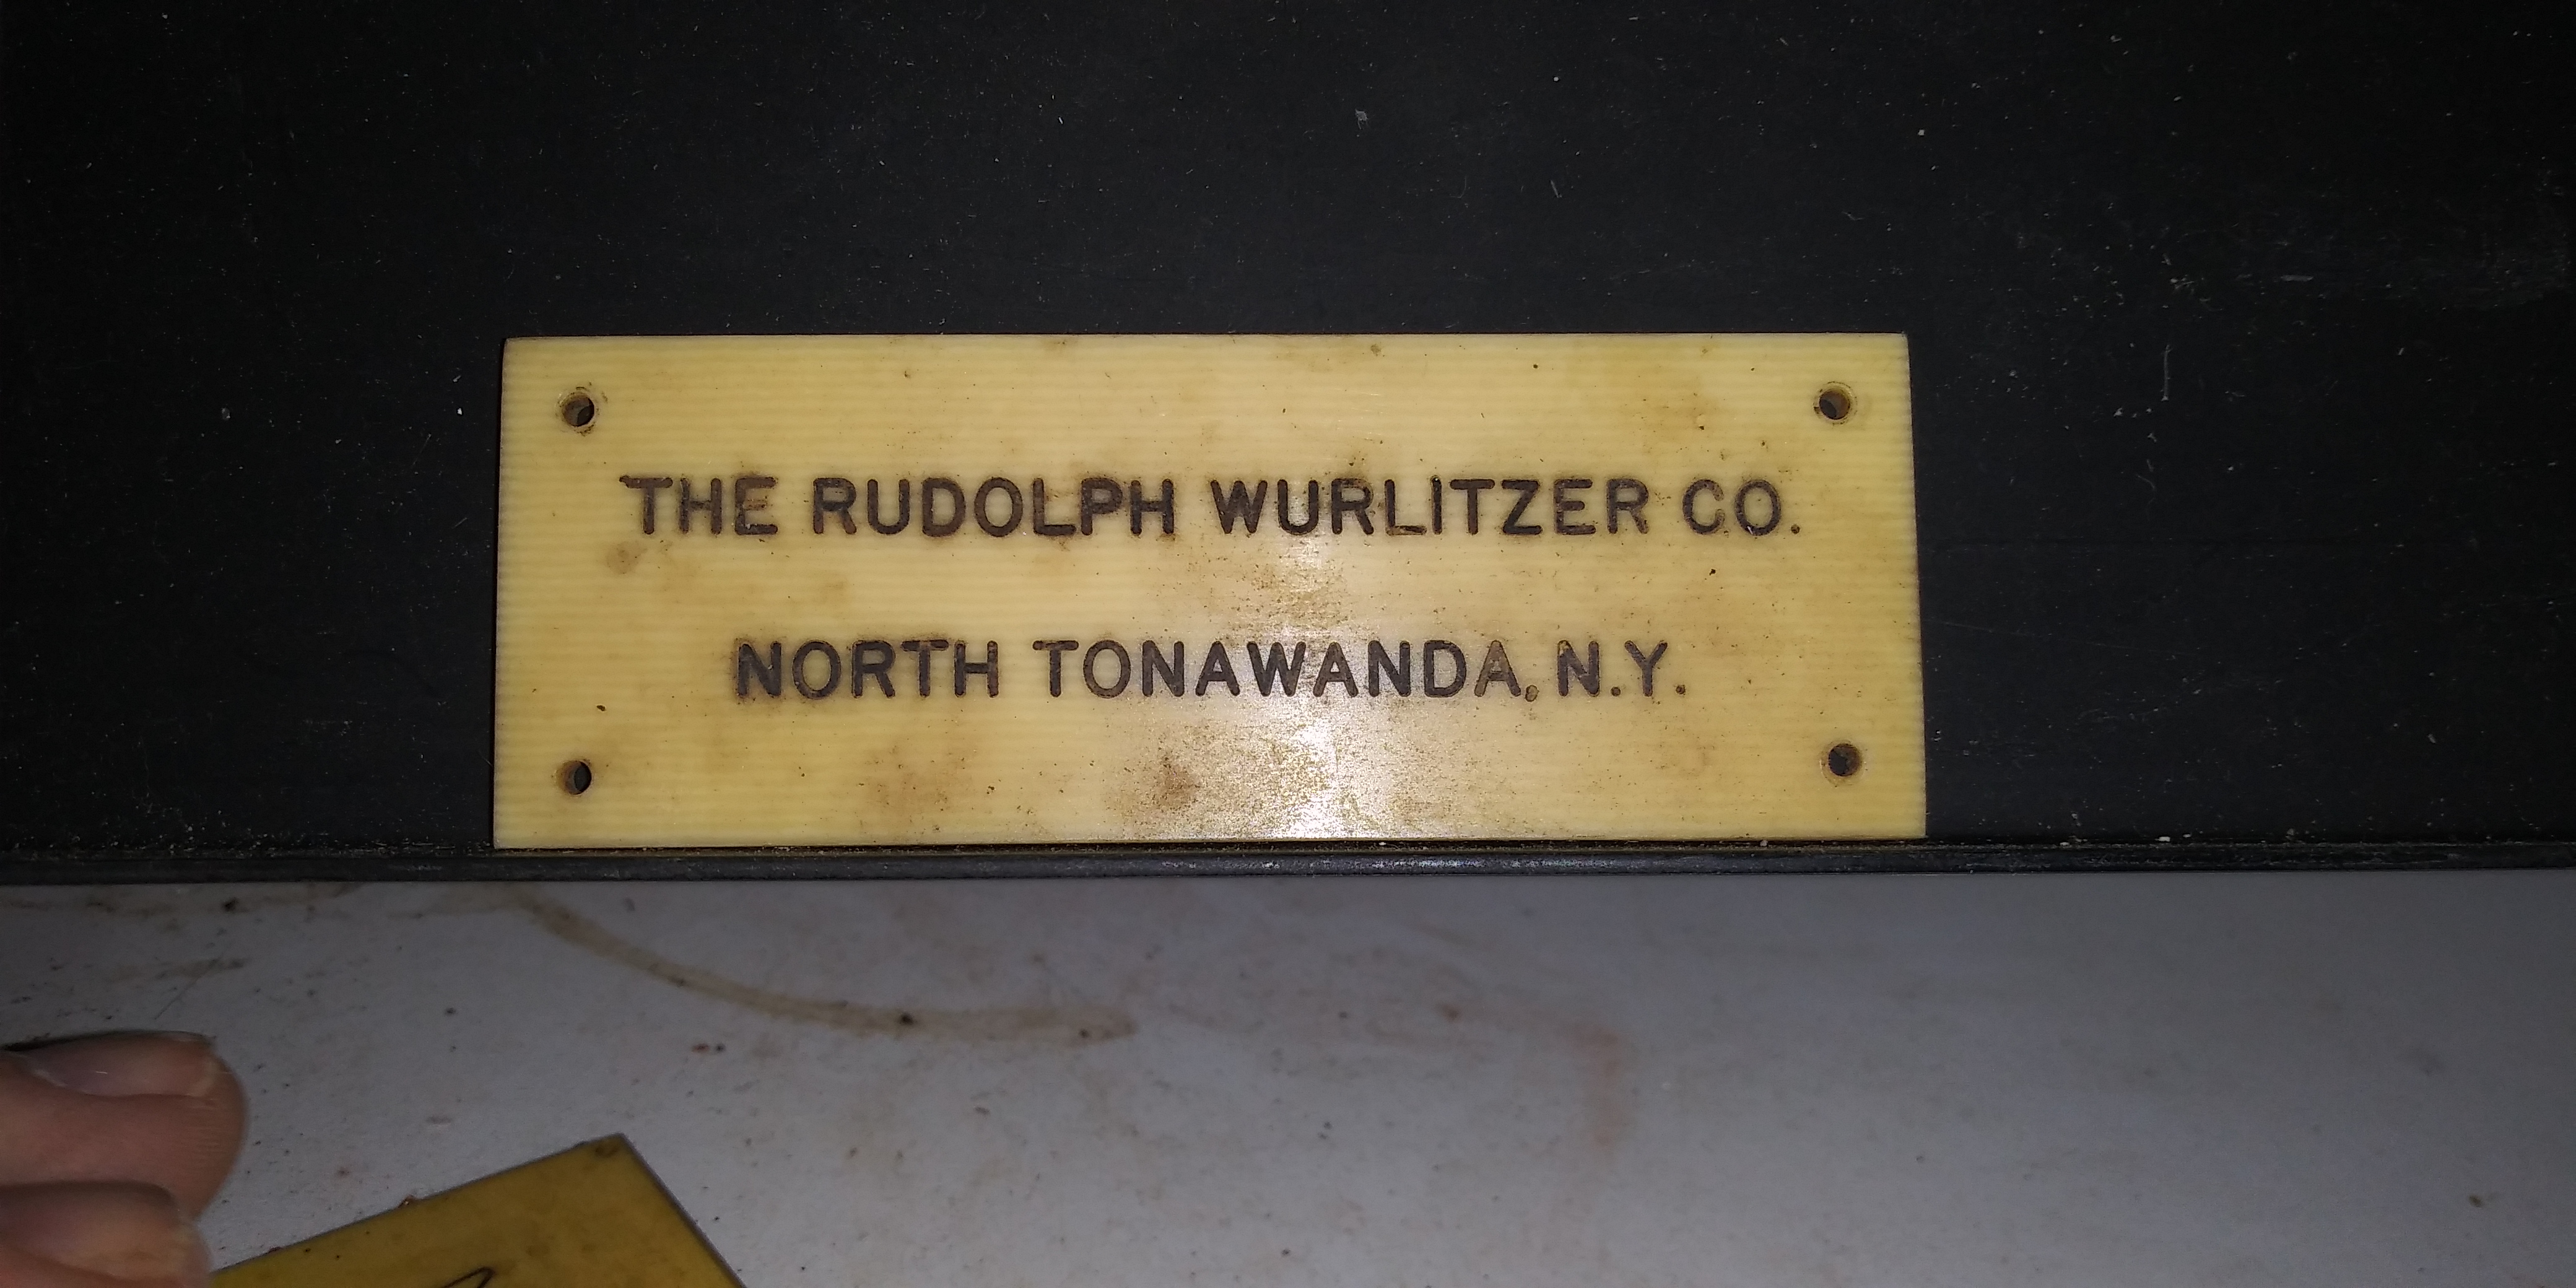 THE RUDOLPH WURLITZER CO.
NORTH TONAWANDA, N.Y.